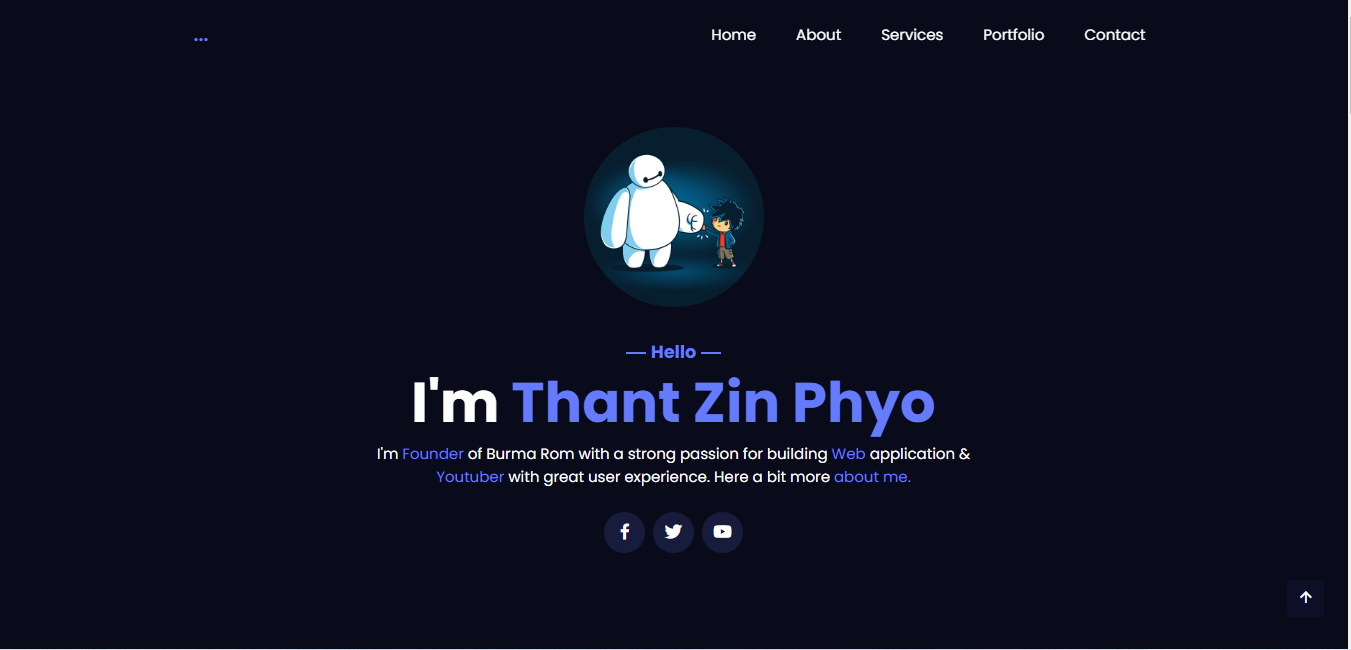 ...
Home About Services Portfolio Contact
— Hello —
I'm Thant Zin Phyo
I'm Founder of Burma Rom with a strong passion for building Web application &
Youtuber with great user experience. Here a bit more about me.